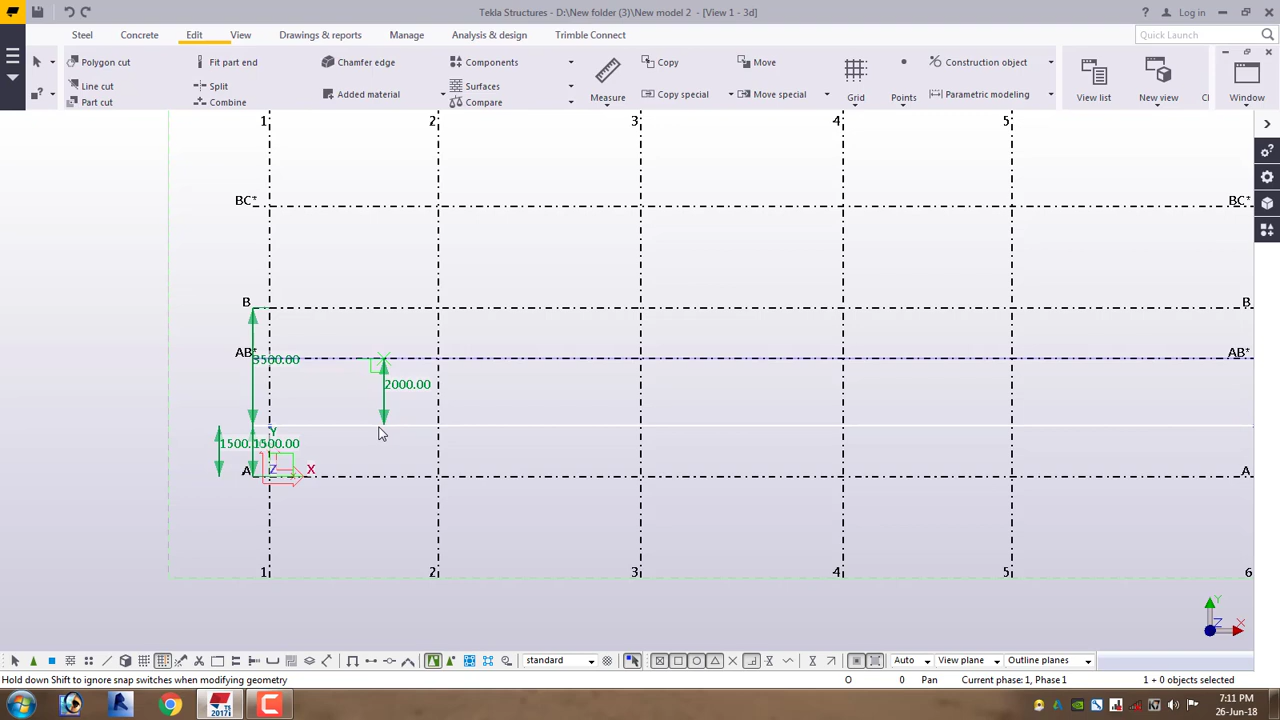 Tekla Structures - D:\New folder (3)\New model 2 - [View 1 - 3d]
? Log in
Steel Concrete Edit View Drawings & reports Manage Analysis & design Trimble Connect Quick Launch
Polygon cut Fit part end Chamfer edge Components Copy Move Construction object
Line cut Split Surfaces
Part cut Combine Added material Compare Measure Copy special Move special Grid Points Parametric modeling View list New view Window
1 2 3 4 5
BC* BC*
B B
AB* AB*
3500.00
2000.00
Y
1500.00
A Z X A
1 2 3 4 5 6
Y
Z X
standard Auto View plane Outline planes
Hold down Shift to ignore snap switches when modifying geometry O 0 Pan Current phase: 1, Phase 1 1 + 0 objects selected
7:11 PM
26-Jun-18
2017i